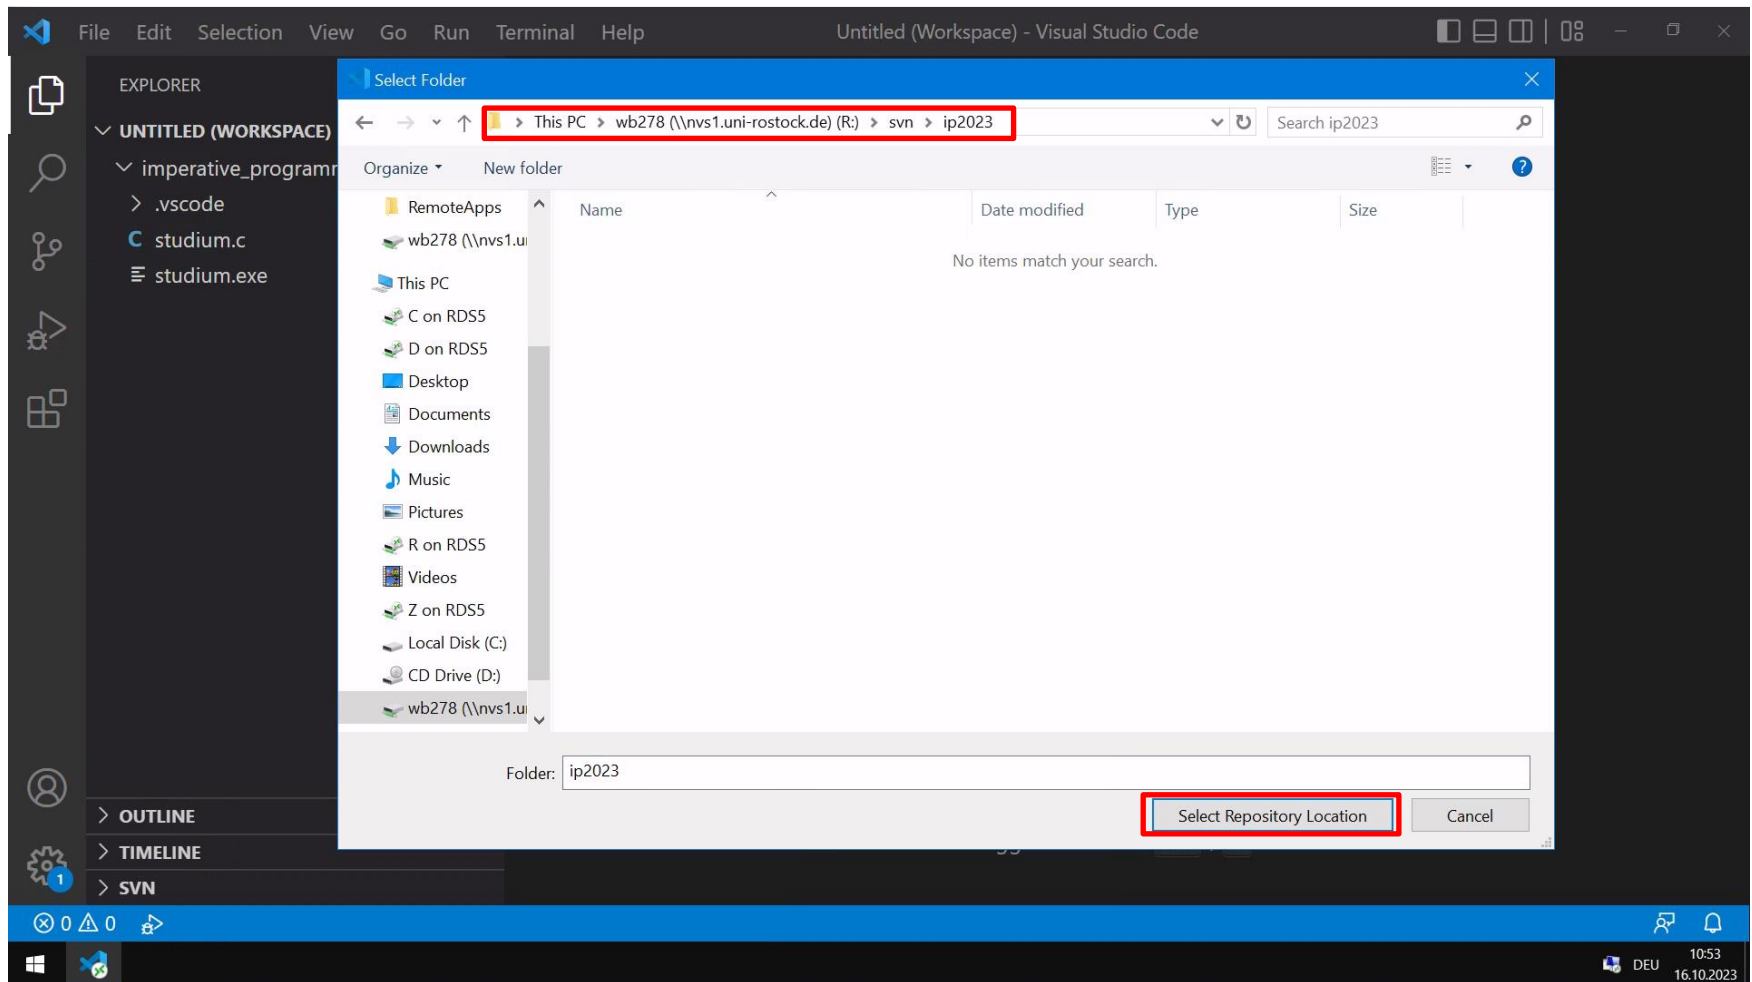 File Edit Selection View Go Run Terminal Help Untitled (Workspace) - Visual Studio Code
EXPLORER
UNTITLED (WORKSPACE)
imperative_programm
.vscode
C studium.c
studium.exe
OUTLINE
TIMELINE
SVN
Select Folder
This PC > wb278 (\\nvs1.uni-rostock.de) (R:) > svn > ip2023
Search ip2023
Organize New folder
Name Date modified Type Size
No items match your search.
RemoteApps
wb278 (\\nvs1.u
This PC
C on RDS5
D on RDS5
Desktop
Documents
Downloads
Music
Pictures
R on RDS5
Videos
Z on RDS5
Local Disk (C:)
CD Drive (D:)
wb278 (\\nvs1.u
Folder: ip2023
Select Repository Location Cancel
1
0 0
DEU
10:53
16.10.2023